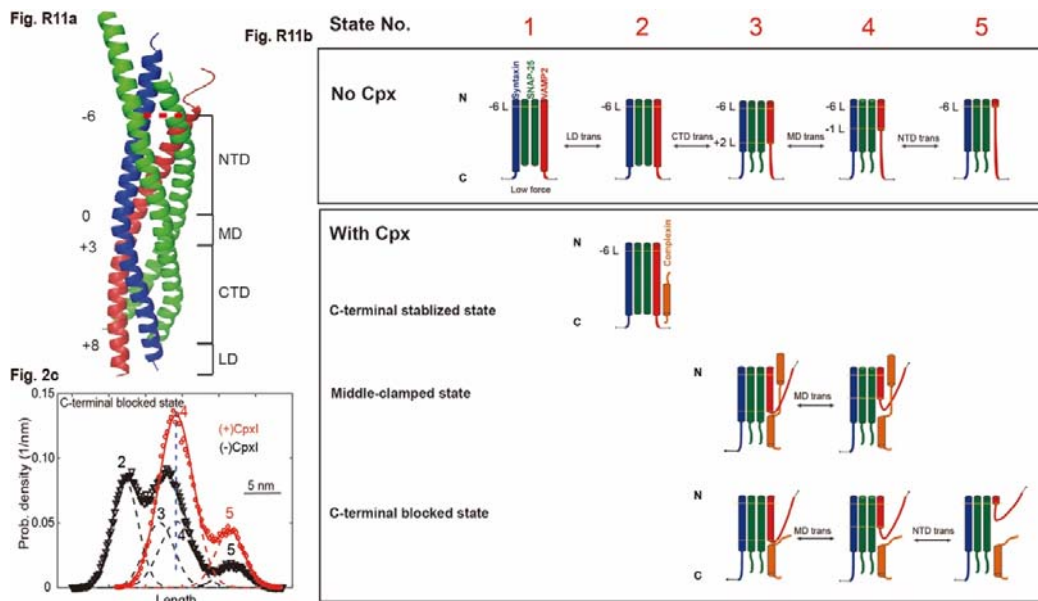 Fig. R11a
-6
0
+3
+8
NTD
MD
CTD
LD
Fig. R11b
State No.
1
2
3
4
5
No Cpx
N
C
Syntaxin
SNAP-25
VAMP2
-6 L
Low force
LD trans
-6 L
CTD trans
-6 L
+2 L
MD trans
-6 L
-1 L
NTD trans
-6 L
With Cpx
N
-6 L
Complexin
C-terminal stablized state
C
Middle-clamped state
N
MD trans
C-terminal blocked state
N
C
MD trans
NTD trans
Fig. 2c
C-terminal blocked state
(+)CpxI
(-)CpxI
5 nm
2
3
4
4
5
5
0.15
0.10
0.05
0
Prob. density (1/nm)
Length